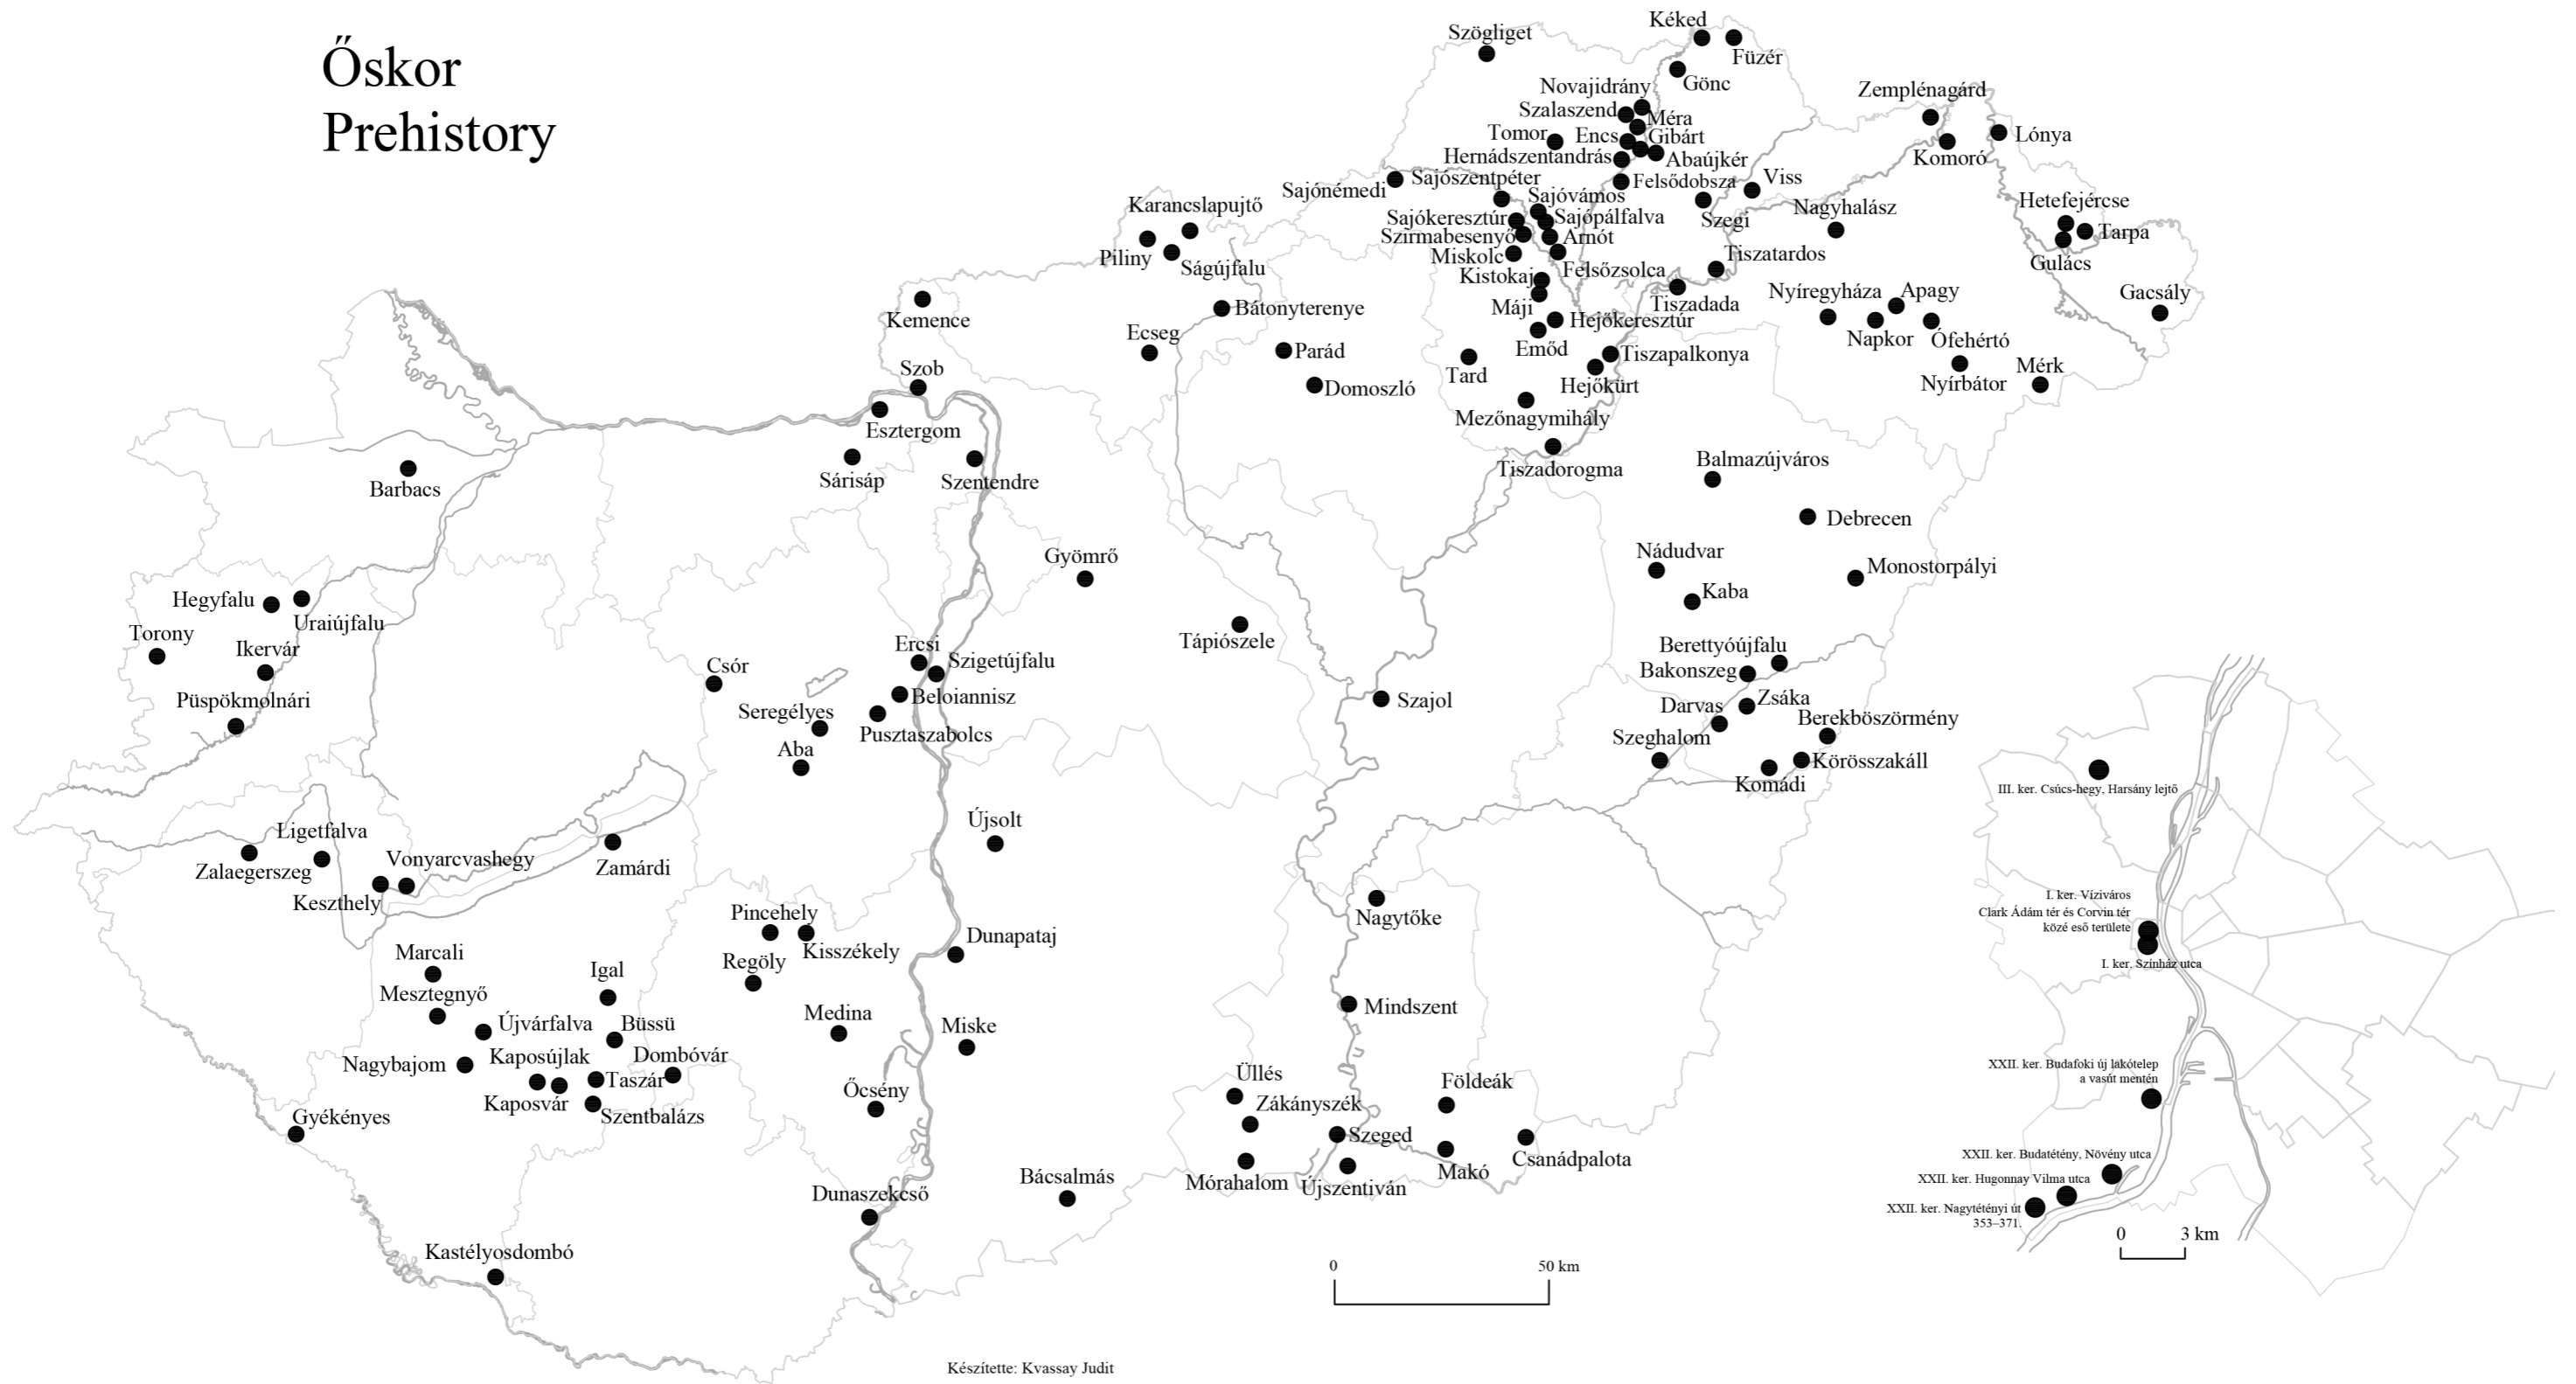 Őskor
Prehistory
Kéked
Szögliget
Füzér
Gönc
Novajidrány
Zemplénagárd
Szalaszend
Méra
Tomor
Encs
Gibárt
Lónya
Hernádszentandrás
Abaújkér
Komoró
Sajónémedi
Sajószentpéter
Felsődobsza
Viss
Karancslapujtő
Sajóvámos
Hetefejércse
Sajókeresztúr
Sajópálfalva
Szegi
Nagyhalász
Szirmabesenyő
Arnót
Tarpa
Piliny
Ságújfalu
Miskolc
Felsőzsolca
Tiszatardos
Gulács
Kistokaj
Nyíregyháza
Apagy
Gacsály
Kemence
Bátonyterenye
Máji
Tiszadada
Hejőkeresztúr
Ecseg
Parád
Emőd
Napkor
Ófehértó
Tiszapalkonya
Szob
Tard
Hejőkürt
Domoszló
Nyírbátor
Mérk
Mezőnagymihály
Esztergom
Tiszadorogma
Balmazújváros
Barbacs
Sárisáp
Szentendre
Debrecen
Gyömrő
Nádudvar
Monostorpályi
Kaba
Hegyfalu
Uraiújfalu
Torony
Tápiószele
Ikervár
Ercsi
Berettyóújfalu
Csór
Szigetújfalu
Bakonszeg
Püspökmolnári
Beloiannisz
Szajol
Zsáka
Darvas
Seregélyes
Pusztaszabolcs
Berekböszörmény
Aba
Szeghalom
Körösszakáll
Komádi
III. ker. Csúcs-hegy, Harsány lejtő
Újsolt
Ligetfalva
Zalaegerszeg
Vonyarcvashegy
Zamárdi
Keszthely
Nagytőke
I. ker. Víziváros
Clark Ádám tér és Corvin tér
közé eső területe
Pincehely
Dunapataj
Kisszékely
Marcali
Regöly
I. ker. Színház utca
Igal
Mesztegnyő
Mindszent
Medina
Újvárfalva
Büssü
Miske
Nagybajom
Kaposújlak
Dombóvár
XXII. ker. Budafoki új lakótelep
a vasút mentén
Taszár
Üllés
Földeák
Őcsény
Kaposvár
Zákányszék
Gyékényes
Szentbalázs
Szeged
Csanádpalota
XXII. ker. Budatétény, Növény utca
Makó
Bácsalmás
Mórahalom
Újszentiván
XXII. ker. Hugonnay Vilma utca
Dunaszekcső
XXII. ker. Nagytétényi út
353–371.
0 3 km
Kastélyosdombó
0 50 km
Készítette: Kvassay Judit